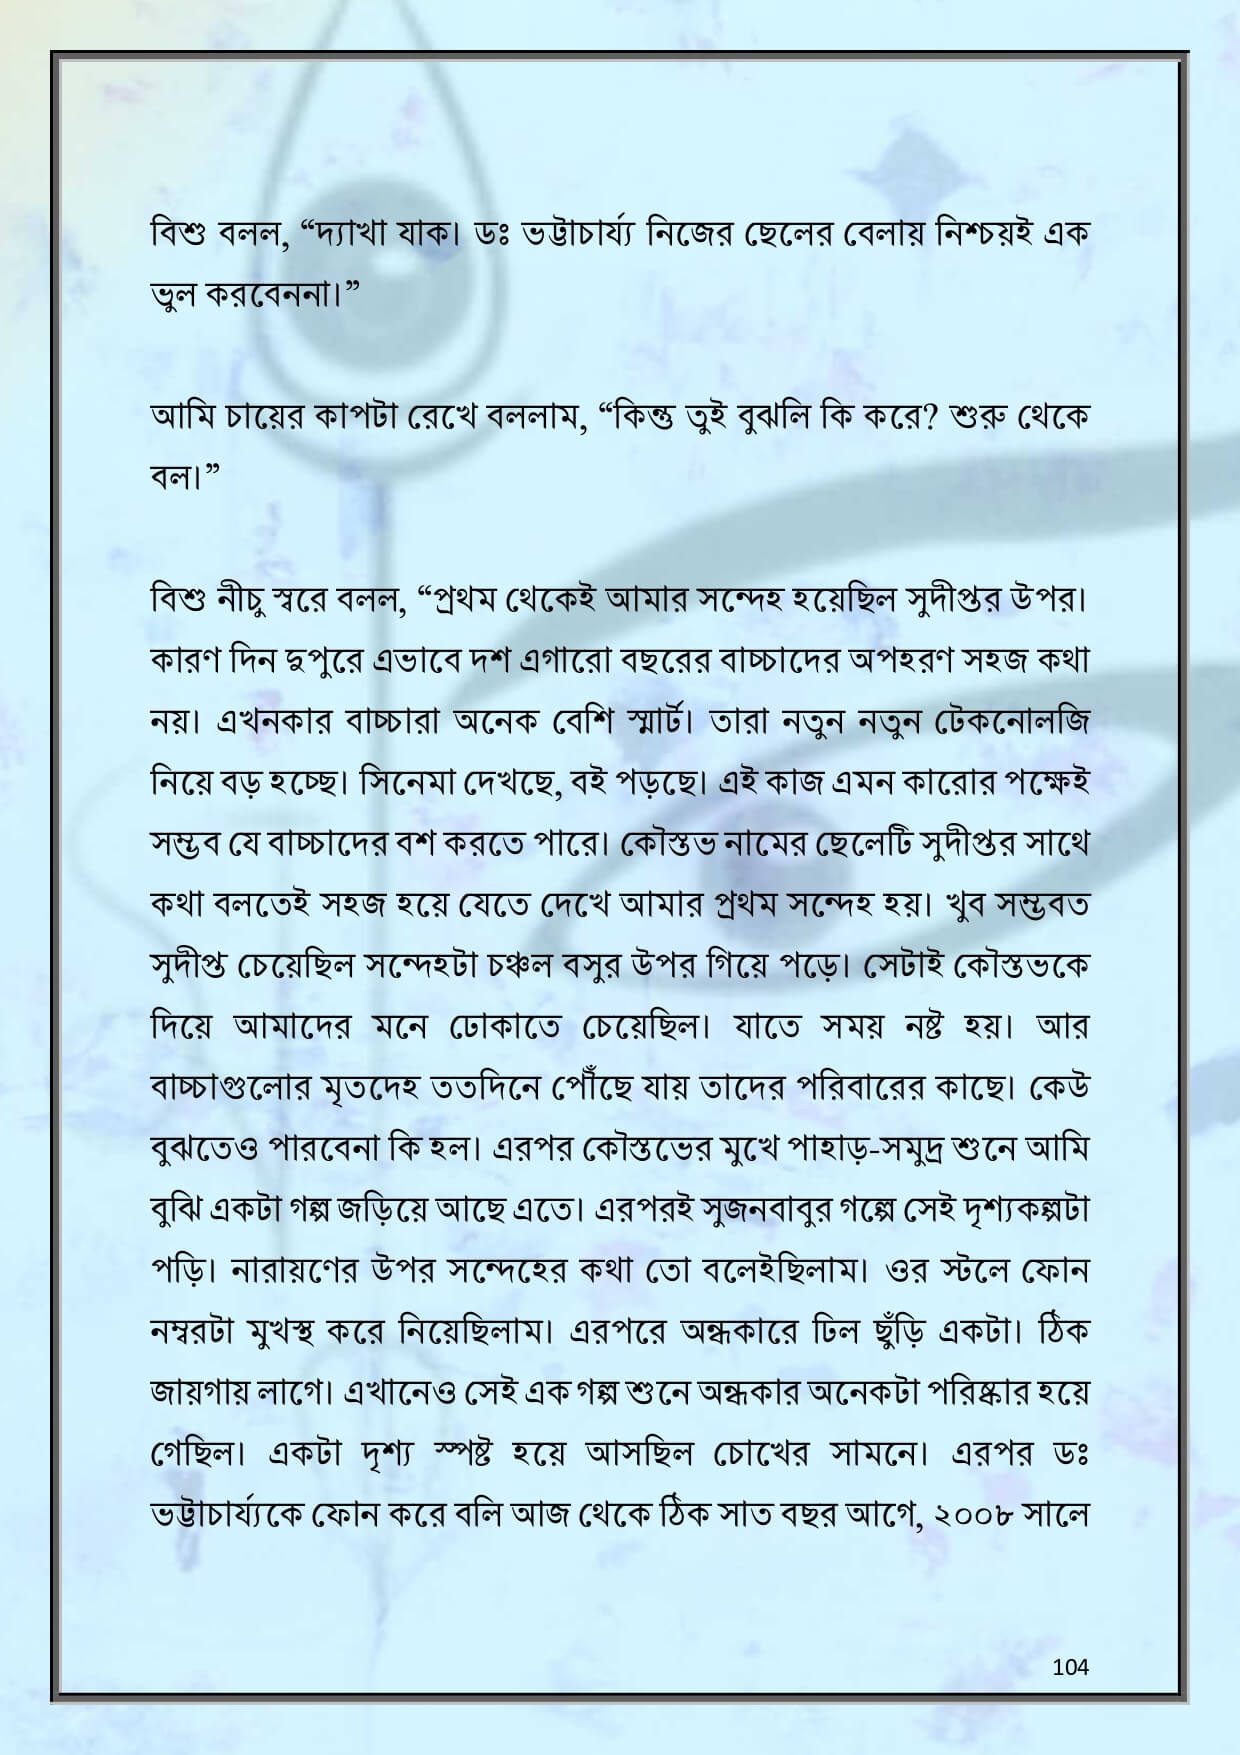 বিশু বলল, “দ্যাখা যাক। ডঃ ভট্টাচার্য্য নিজের ছেলের বেলায় নিশ্চয়ই এক
ভুল করবেননা।”
আমি চায়ের কাপটা রেখে বললাম, “কিন্তু তুই বুঝলি কি করে? শুরু থেকে
বল।”
বিশু নীচু স্বরে বলল, “প্রথম থেকেই আমার সন্দেহ হয়েছিল সুদীপ্তর উপর।
কারণ দিন দুপুরে এভাবে দশ এগারো বছরের বাচ্চাদের অপহরণ সহজ কথা
নয়। এখনকার বাচ্চারা অনেক বেশি স্মার্ট। তারা নতুন নতুন টেকনোলজি
নিয়ে বড় হচ্ছে। সিনেমা দেখছে, বই পড়ছে। এই কাজ এমন কারোর পক্ষেই
সম্ভব যে বাচ্চাদের বশ করতে পারে। কৌস্তভ নামের ছেলেটি সুদীপ্তর সাথে
কথা বলতেই সহজ হয়ে যেতে দেখে আমার প্রথম সন্দেহ হয়। খুব সম্ভবত
সুদীপ্ত চেয়েছিল সন্দেহটা চঞ্চল বসুর উপর গিয়ে পড়ে। সেটাই কৌস্তভকে
দিয়ে আমাদের মনে ঢোকাতে চেয়েছিল। যাতে সময় নষ্ট হয়। আর
বাচ্চাগুলোর মৃতদেহ ততদিনে পৌঁছে যায় তাদের পরিবারের কাছে। কেউ
বুঝতেও পারবেনা কি হল। এরপর কৌস্তভের মুখে পাহাড়-সমুদ্র শুনে আমি
বুঝি একটা গল্প জড়িয়ে আছে এতে। এরপরই সুজনবাবুর গল্পে সেই দৃশ্যকল্পটা
পড়ি। নারায়ণের উপর সন্দেহের কথা তো বলেইছিলাম। ওর স্টলে ফোন
নম্বরটা মুখস্থ করে নিয়েছিলাম। এরপরে অন্ধকারে ঢিল ছুঁড়ি একটা। ঠিক
জায়গায় লাগে। এখানেও সেই এক গল্প শুনে অন্ধকার অনেকটা পরিষ্কার হয়ে
গেছিল। একটা দৃশ্য স্পষ্ট হয়ে আসছিল চোখের সামনে। এরপর ডঃ
ভট্টাচার্য্যকে ফোন করে বলি আজ থেকে ঠিক সাত বছর আগে, ২০০৮ সালে
104